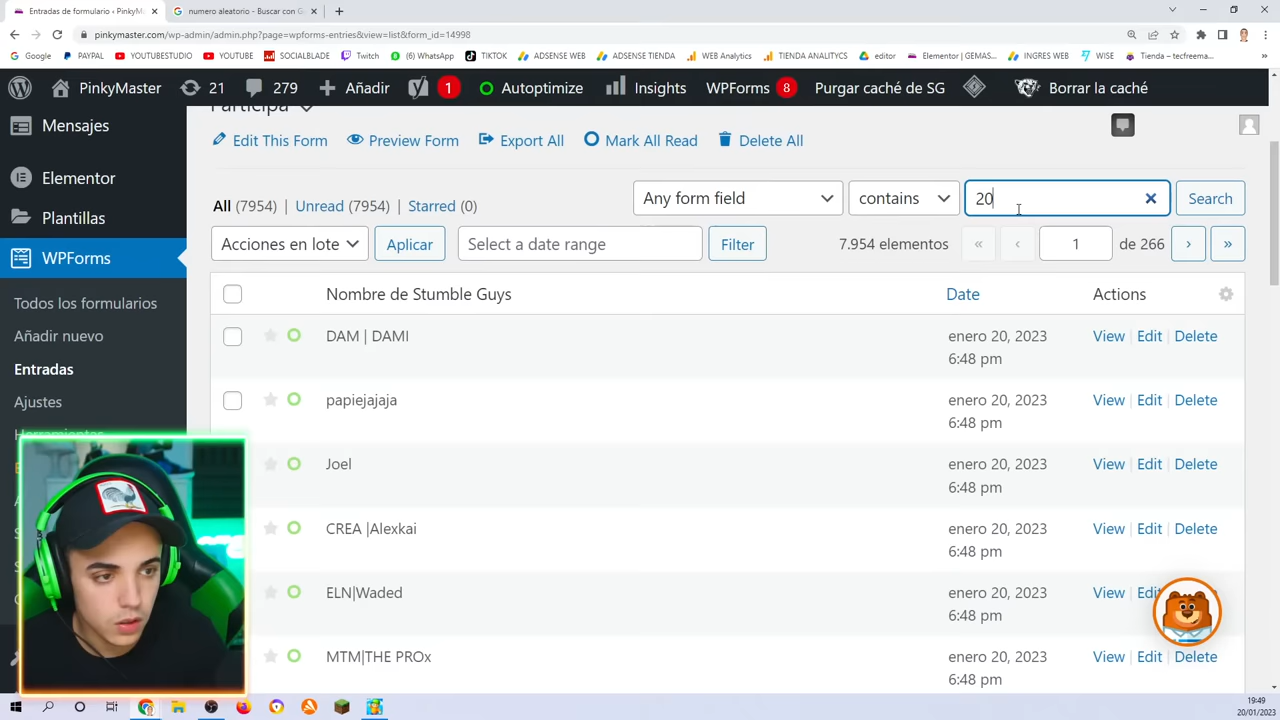 Entradas de formulario ‹ PinkyMa
numero aleatorio - Buscar con G
pinkymaster.com/wp-admin/admin.php?page=wpforms-entries&view=list&form_id=14998
Google PAYPAL YOUTUBESTUDIO YOUTUBE SOCIALBLADE Twitch (6) WhatsApp TIKTOK ADSENSE WEB ADSENSE TIENDA WEB Analytics TIENDA ANALITYCS editor Elementor | GEMAS... INGRES WEB WISE Tienda – tecfreema...
PinkyMaster 21 279 Añadir 1 Autoptimize Insights WPForms 8 Purgar caché de SG Borrar la caché
Participa
Mensajes
Edit This Form Preview Form Export All Mark All Read Delete All
Elementor
Plantillas
All (7954) | Unread (7954) | Starred (0) Any form field contains 20 Search
WPForms
Acciones en lote Aplicar Select a date range Filter 7.954 elementos « ‹ 1 de 266 › »
Todos los formularios
Añadir nuevo
Entradas
Ajustes
Herramientas
Nombre de Stumble Guys Date Actions
DAM | DAMI enero 20, 2023 View | Edit | Delete
6:48 pm
papiejajaja enero 20, 2023 View | Edit | Delete
6:48 pm
Joel enero 20, 2023 View | Edit | Delete
6:48 pm
CREA |Alexkai enero 20, 2023 View | Edit | Delete
6:48 pm
ELN|Waded enero 20, 2023 View | Edit | Delete
6:48 pm
MTM|THE PROx enero 20, 2023 View | Edit | Delete
6:48 pm
19:49
20/01/2023